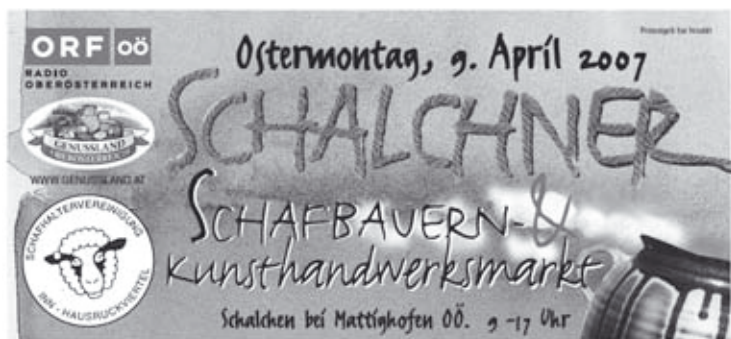 ORF OÖ
RADIO
OBERÖSTERREICH
GENUSSLAND
OBERÖSTERREICH
WWW.GENUSSLAND.AT
SCHAFHALTERVEREINIGUNG
INN - HAUSRUCKVIERTEL
Ostermontag, 9. April 2007
SCHALCHNER
SCHAFBAUERN- &
Kunsthandwerksmarkt
Schalchen bei Mattighofen OÖ. 9 -17 Uhr